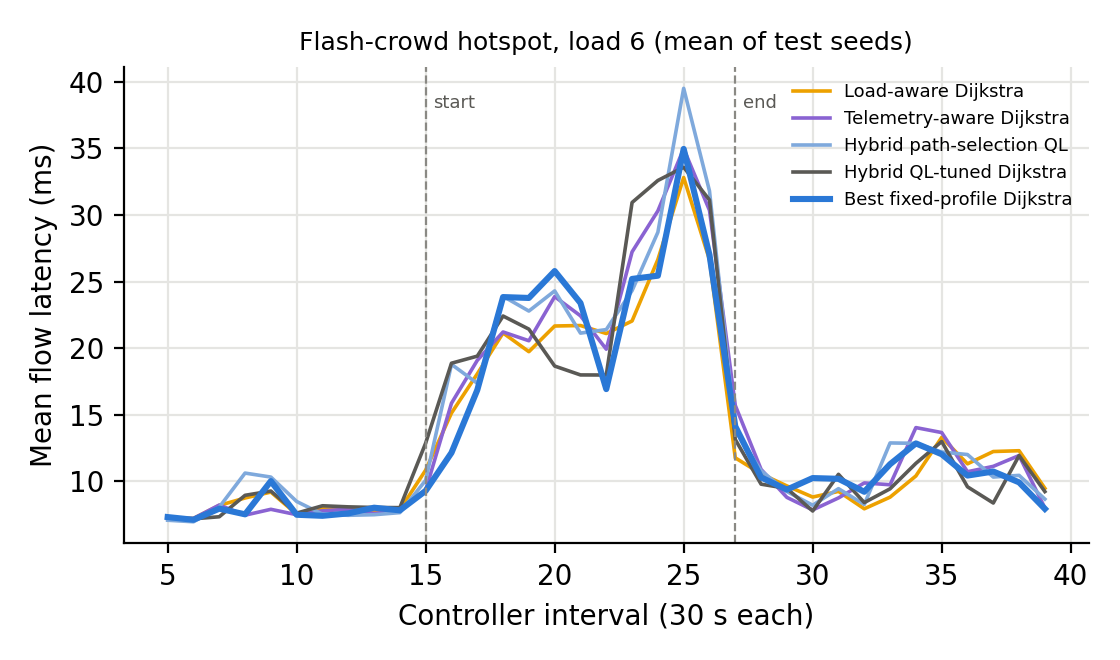 Flash-crowd hotspot, load 6 (mean of test seeds)
Mean flow latency (ms)
40
35
30
25
20
15
10
start
end
Load-aware Dijkstra
Telemetry-aware Dijkstra
Hybrid path-selection QL
Hybrid QL-tuned Dijkstra
Best fixed-profile Dijkstra
5 10 15 20 25 30 35 40
Controller interval (30 s each)